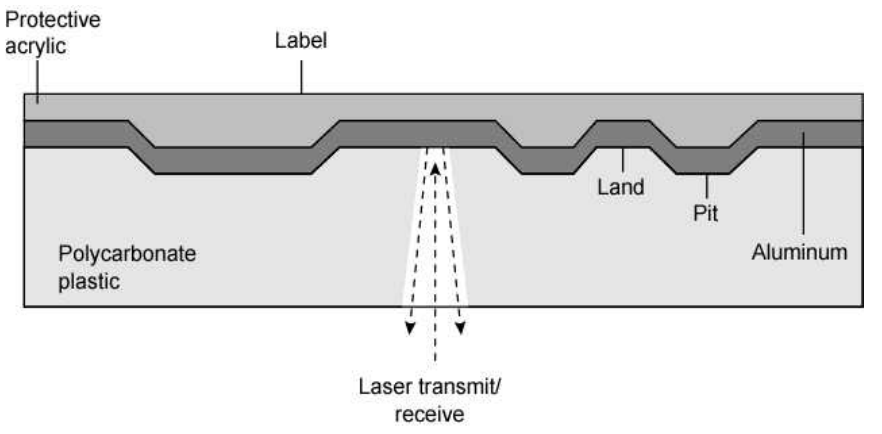 Protective
acrylic
Label
Land
Pit
Polycarbonate
plastic
Aluminum
Laser transmit/
receive